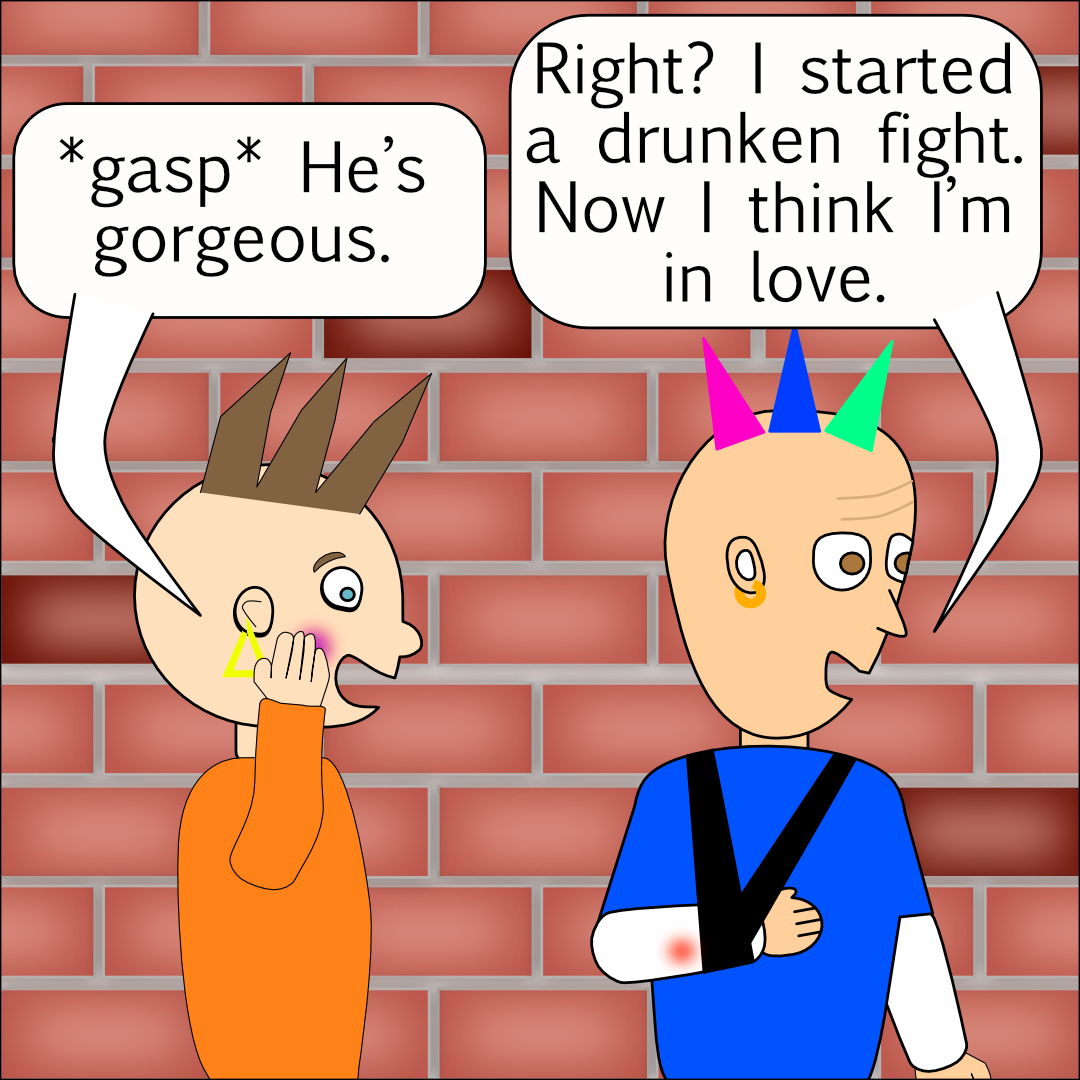 *gasp* He's
gorgeous.
Right? I started
a drunken fight.
Now I think I'm
in love.